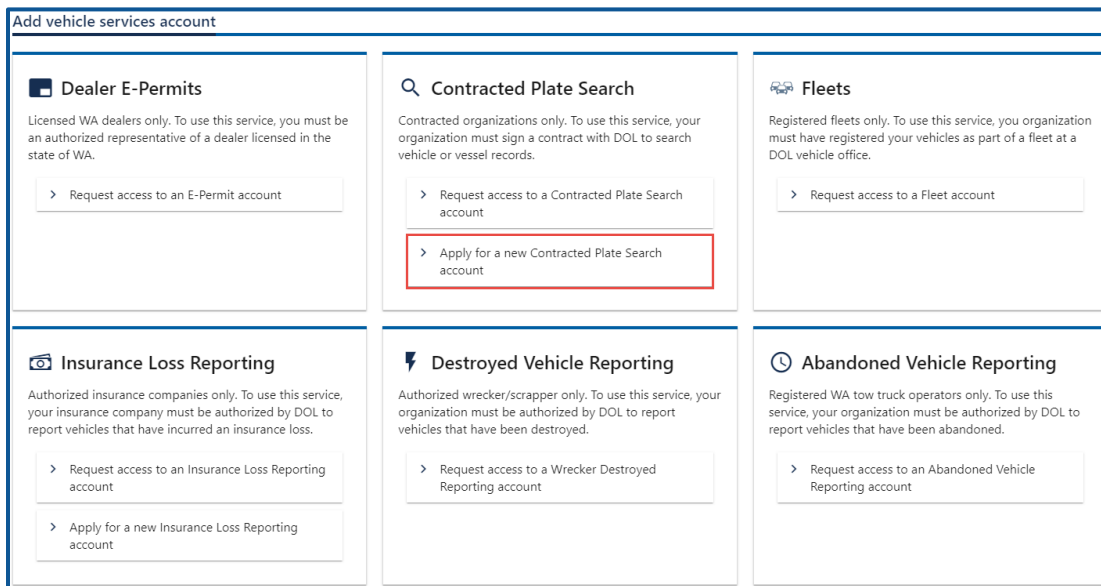 Add vehicle services account
Dealer E-Permits
Licensed WA dealers only. To use this service, you must be
an authorized representative of a dealer licensed in the
state of WA.
Request access to an E-Permit account
Contracted Plate Search
Contracted organizations only. To use this service, your
organization must sign a contract with DOL to search
vehicle or vessel records.
Request access to a Contracted Plate Search
account
Apply for a new Contracted Plate Search
account
Fleets
Registered fleets only. To use this service, you organization
must have registered your vehicles as part of a fleet at a
DOL vehicle office.
Request access to a Fleet account
Insurance Loss Reporting
Authorized insurance companies only. To use this service,
your insurance company must be authorized by DOL to
report vehicles that have incurred an insurance loss.
Request access to an Insurance Loss Reporting
account
Apply for a new Insurance Loss Reporting
account
Destroyed Vehicle Reporting
Authorized wrecker/scrapper only. To use this service, your
organization must be authorized by DOL to report
vehicles that have been destroyed.
Request access to a Wrecker Destroyed
Reporting account
Abandoned Vehicle Reporting
Registered WA tow truck operators only. To use this
service, your organization must be authorized by DOL to
report vehicles that have been abandoned.
Request access to an Abandoned Vehicle
Reporting account